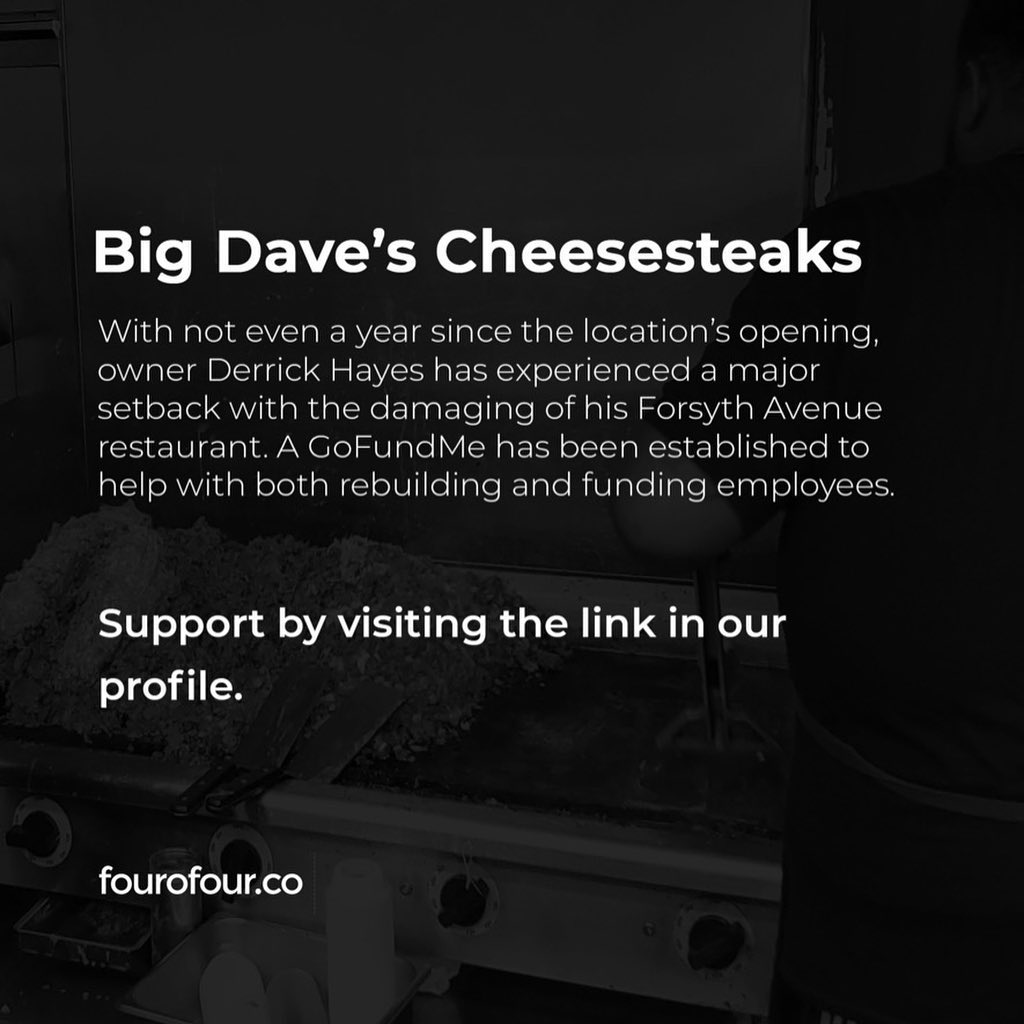 Big Dave’s Cheesesteaks
With not even a year since the location’s opening,
owner Derrick Hayes has experienced a major
setback with the damaging of his Forsyth Avenue
restaurant. A GoFundMe has been established to
help with both rebuilding and funding employees.
Support by visiting the link in our
profile.
fourofour.co